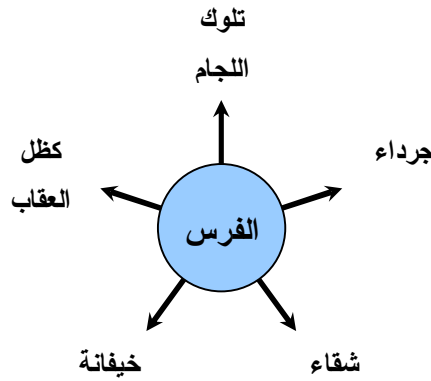 تلوك
اللجام
جرداء
كظل
العقاب
الفرس
شقاء
خيفانة